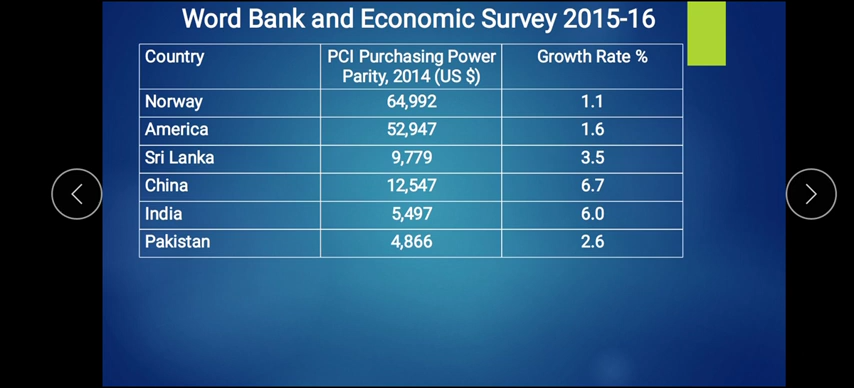 Word Bank and Economic Survey 2015-16
Country PCI Purchasing Power Parity, 2014 (US $) Growth Rate %
Norway 64,992 1.1
America 52,947 1.6
Sri Lanka 9,779 3.5
China 12,547 6.7
India 5,497 6.0
Pakistan 4,866 2.6